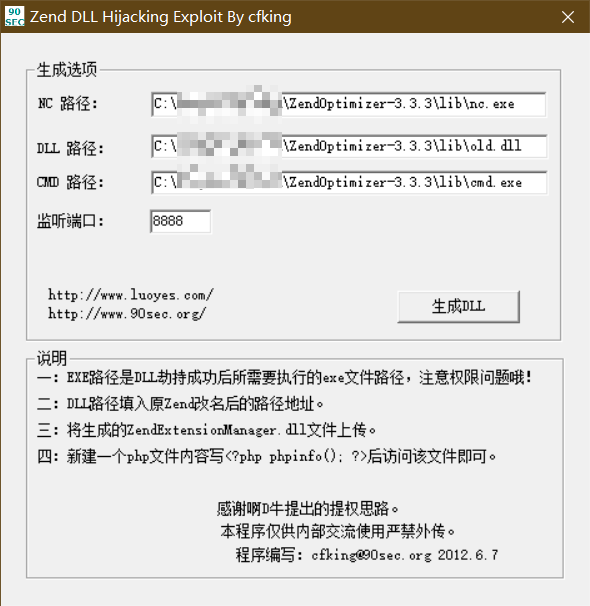 90
SEC
Zend DLL Hijacking Exploit By cfking
生成选项
NC 路径： C:\ \ZendOptimizer-3.3.3\lib\nc.exe
DLL 路径： C:\ \ZendOptimizer-3.3.3\lib\old.dll
CMD 路径： C:\ \ZendOptimizer-3.3.3\lib\cmd.exe
监听端口： 8888
http://www.luoyes.com/
http://www.90sec.org/
生成DLL
说明
一：EXE路径是DLL劫持成功后所需要执行的exe文件路径，注意权限问题哦！
二：DLL路径填入原Zend改名后的路径地址。
三：将生成的ZendExtensionManager.dll文件上传。
四：新建一个php文件内容写<?php phpinfo(); ?>后访问该文件即可。
感谢啊D牛提出的提权思路。
本程序仅供内部交流使用严禁外传。
程序编写：cfking@90sec.org 2012.6.7